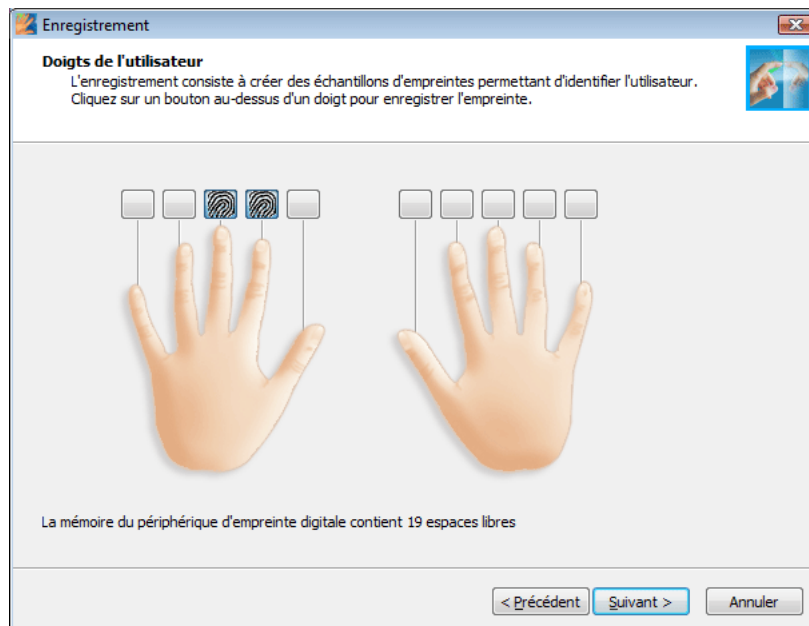 Enregistrement
Doigts de l'utilisateur
L'enregistrement consiste à créer des échantillons d'empreintes permettant d'identifier l'utilisateur.
Cliquez sur un bouton au-dessus d'un doigt pour enregistrer l'empreinte.
La mémoire du périphérique d'empreinte digitale contient 19 espaces libres
< Précédent
Suivant >
Annuler